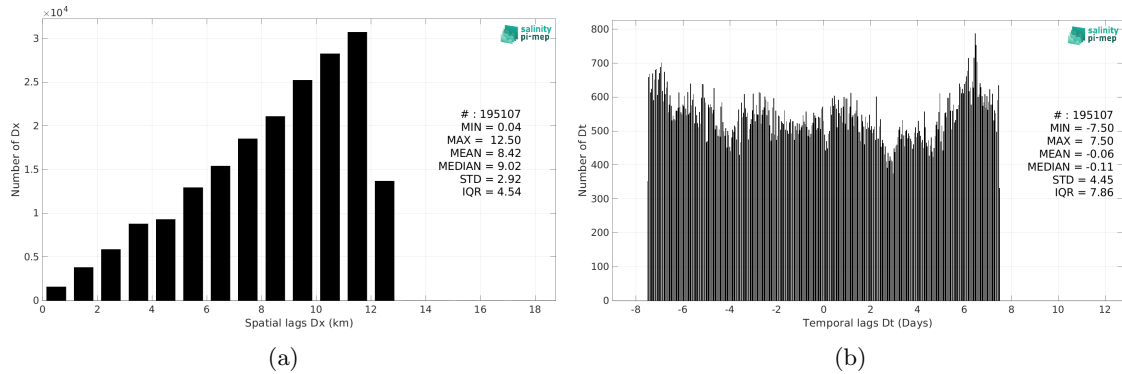 ×10⁴
3
2.5
2
1.5
1
0.5
0
Number of Dx
0 2 4 6 8 10 12 14 16 18
Spatial lags Dx (km)
salinity
pi-mep
# : 195107
MIN = 0.04
MAX = 12.50
MEAN = 8.42
MEDIAN = 9.02
STD = 2.92
IQR = 4.54
(a)
800
700
600
500
400
300
200
100
0
Number of Dt
-8 -6 -4 -2 0 2 4 6 8 10 12
Temporal lags Dt (Days)
salinity
pi-mep
# : 195107
MIN = -7.50
MAX = 7.50
MEAN = -0.06
MEDIAN = -0.11
STD = 4.45
IQR = 7.86
(b)